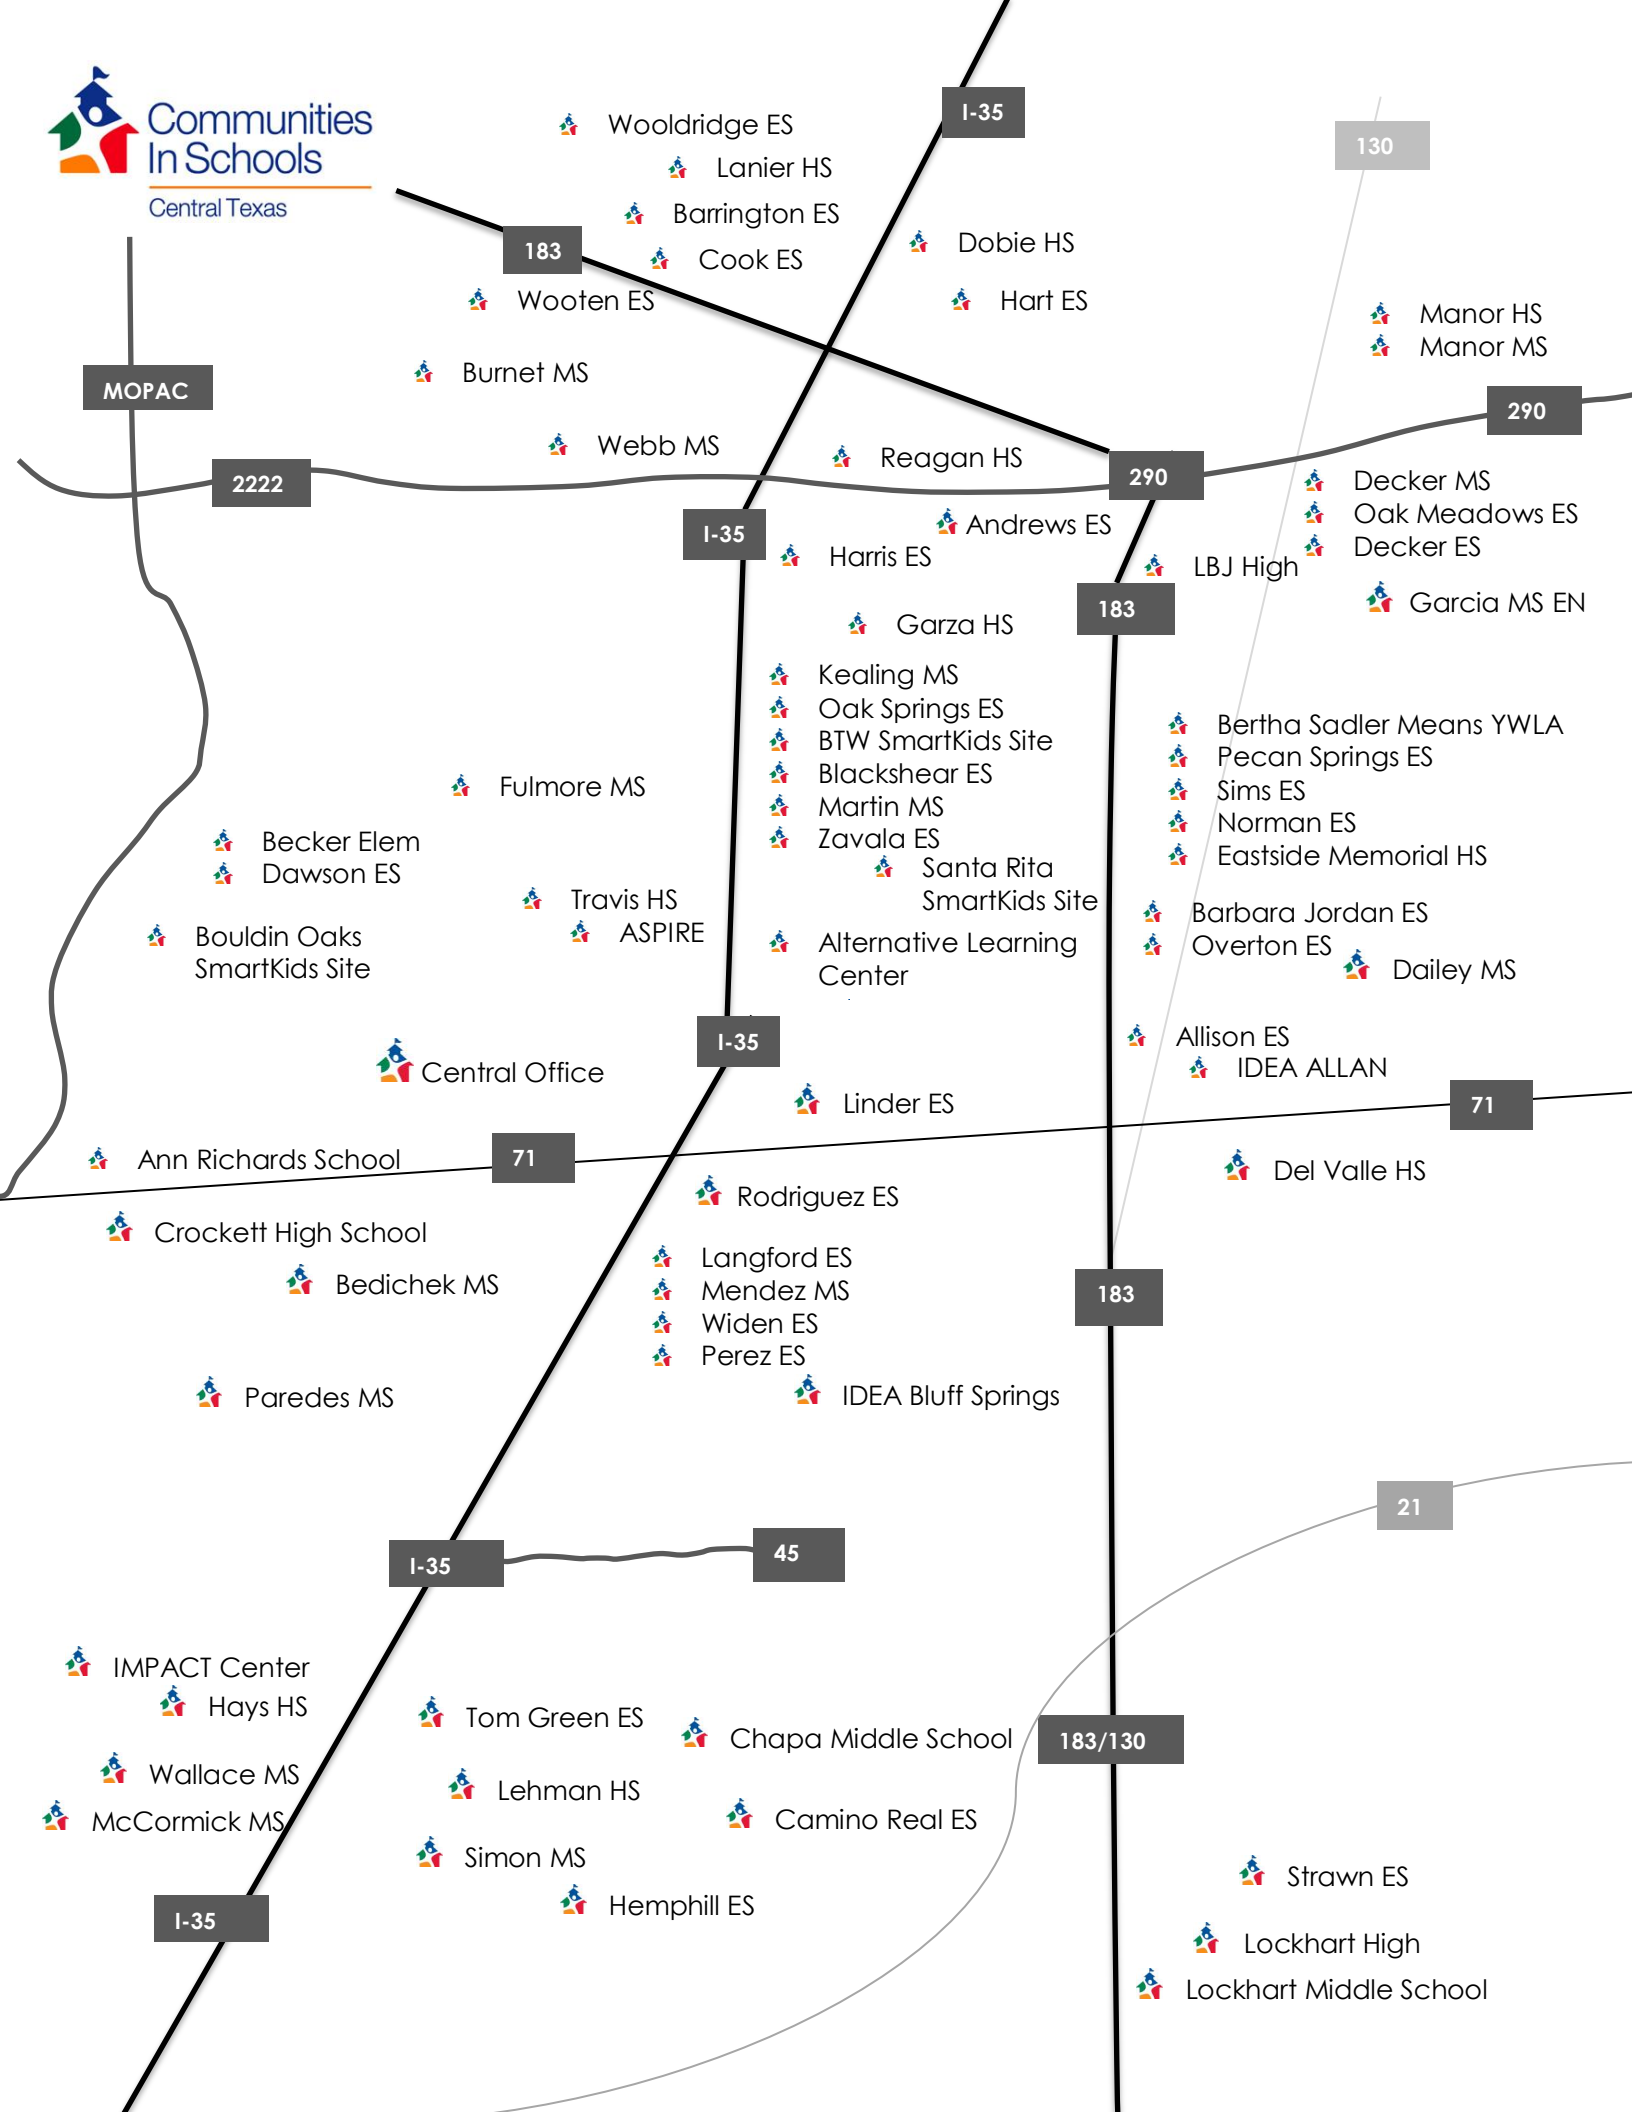 Communities
In Schools
Central Texas
I-35
130
Wooldridge ES
Lanier HS
Barrington ES
Cook ES
183
Dobie HS
Wooten ES
Hart ES
Manor HS
Manor MS
Burnet MS
MOPAC
290
Webb MS
Reagan HS
2222
290
Decker MS
Oak Meadows ES
Decker ES
I-35
Andrews ES
Harris ES
LBJ High
Garcia MS EN
183
Garza HS
Kealing MS
Oak Springs ES
BTW SmartKids Site
Blackshear ES
Martin MS
Zavala ES
Bertha Sadler Means YWLA
Pecan Springs ES
Sims ES
Norman ES
Eastside Memorial HS
Fulmore MS
Becker Elem
Dawson ES
Santa Rita
SmartKids Site
Travis HS
ASPIRE
Barbara Jordan ES
Overton ES
Bouldin Oaks
SmartKids Site
Alternative Learning
Center
Dailey MS
I-35
Allison ES
IDEA ALLAN
Central Office
Linder ES
71
Ann Richards School
71
Del Valle HS
Rodriguez ES
Crockett High School
Bedichek MS
Langford ES
Mendez MS
Widen ES
Perez ES
183
IDEA Bluff Springs
Paredes MS
21
I-35
45
IMPACT Center
Hays HS
Tom Green ES
Chapa Middle School
183/130
Wallace MS
Lehman HS
McCormick MS
Camino Real ES
Simon MS
Strawn ES
Hemphill ES
I-35
Lockhart High
Lockhart Middle School